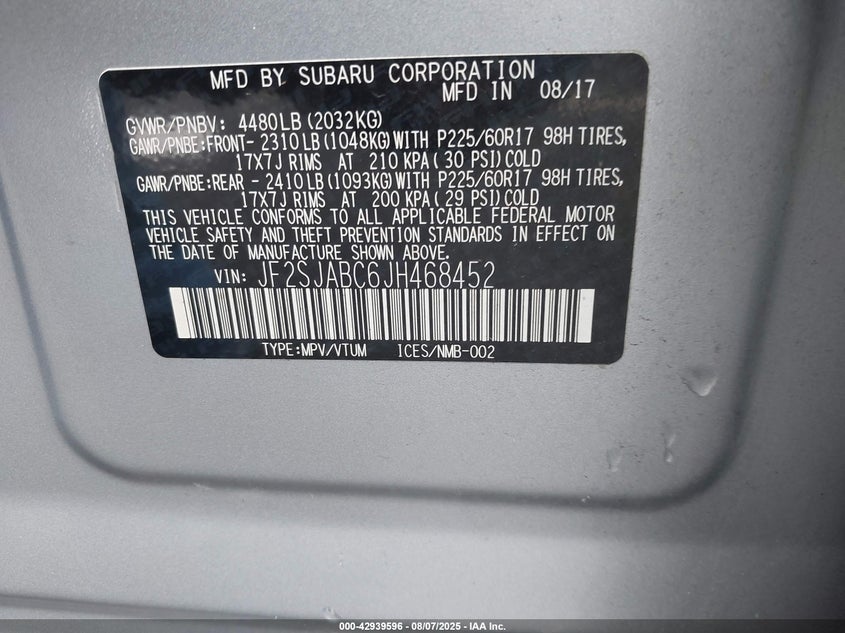 MFD BY SUBARU CORPORATION
MFD IN 08/17
GVWR/PNBV: 4480LB(2032KG)
GAWR/PNBE:FRONT- 2310LB(1048KG)WITH P225/60R17 98H TIRES,
17X7J RIMS AT 210 KPA(30 PSI)COLD
GAWR/PNBE:REAR - 2410LB(1093KG)WITH P225/60R17 98H TIRES,
17X7J RIMS AT 200 KPA(29 PSI)COLD
THIS VEHICLE CONFORMS TO ALL APPLICABLE FEDERAL MOTOR
VEHICLE SAFETY AND THEFT PREVENTION STANDARDS IN EFFECT ON
THE DATE OF MANUFACTURE SHOWN ABOVE.
VIN: JF2SJABC6JH468452
TYPE:MPV/VTUM ICES/NMB-002
000-42939596 - 08/07/2025 - IAA Inc.